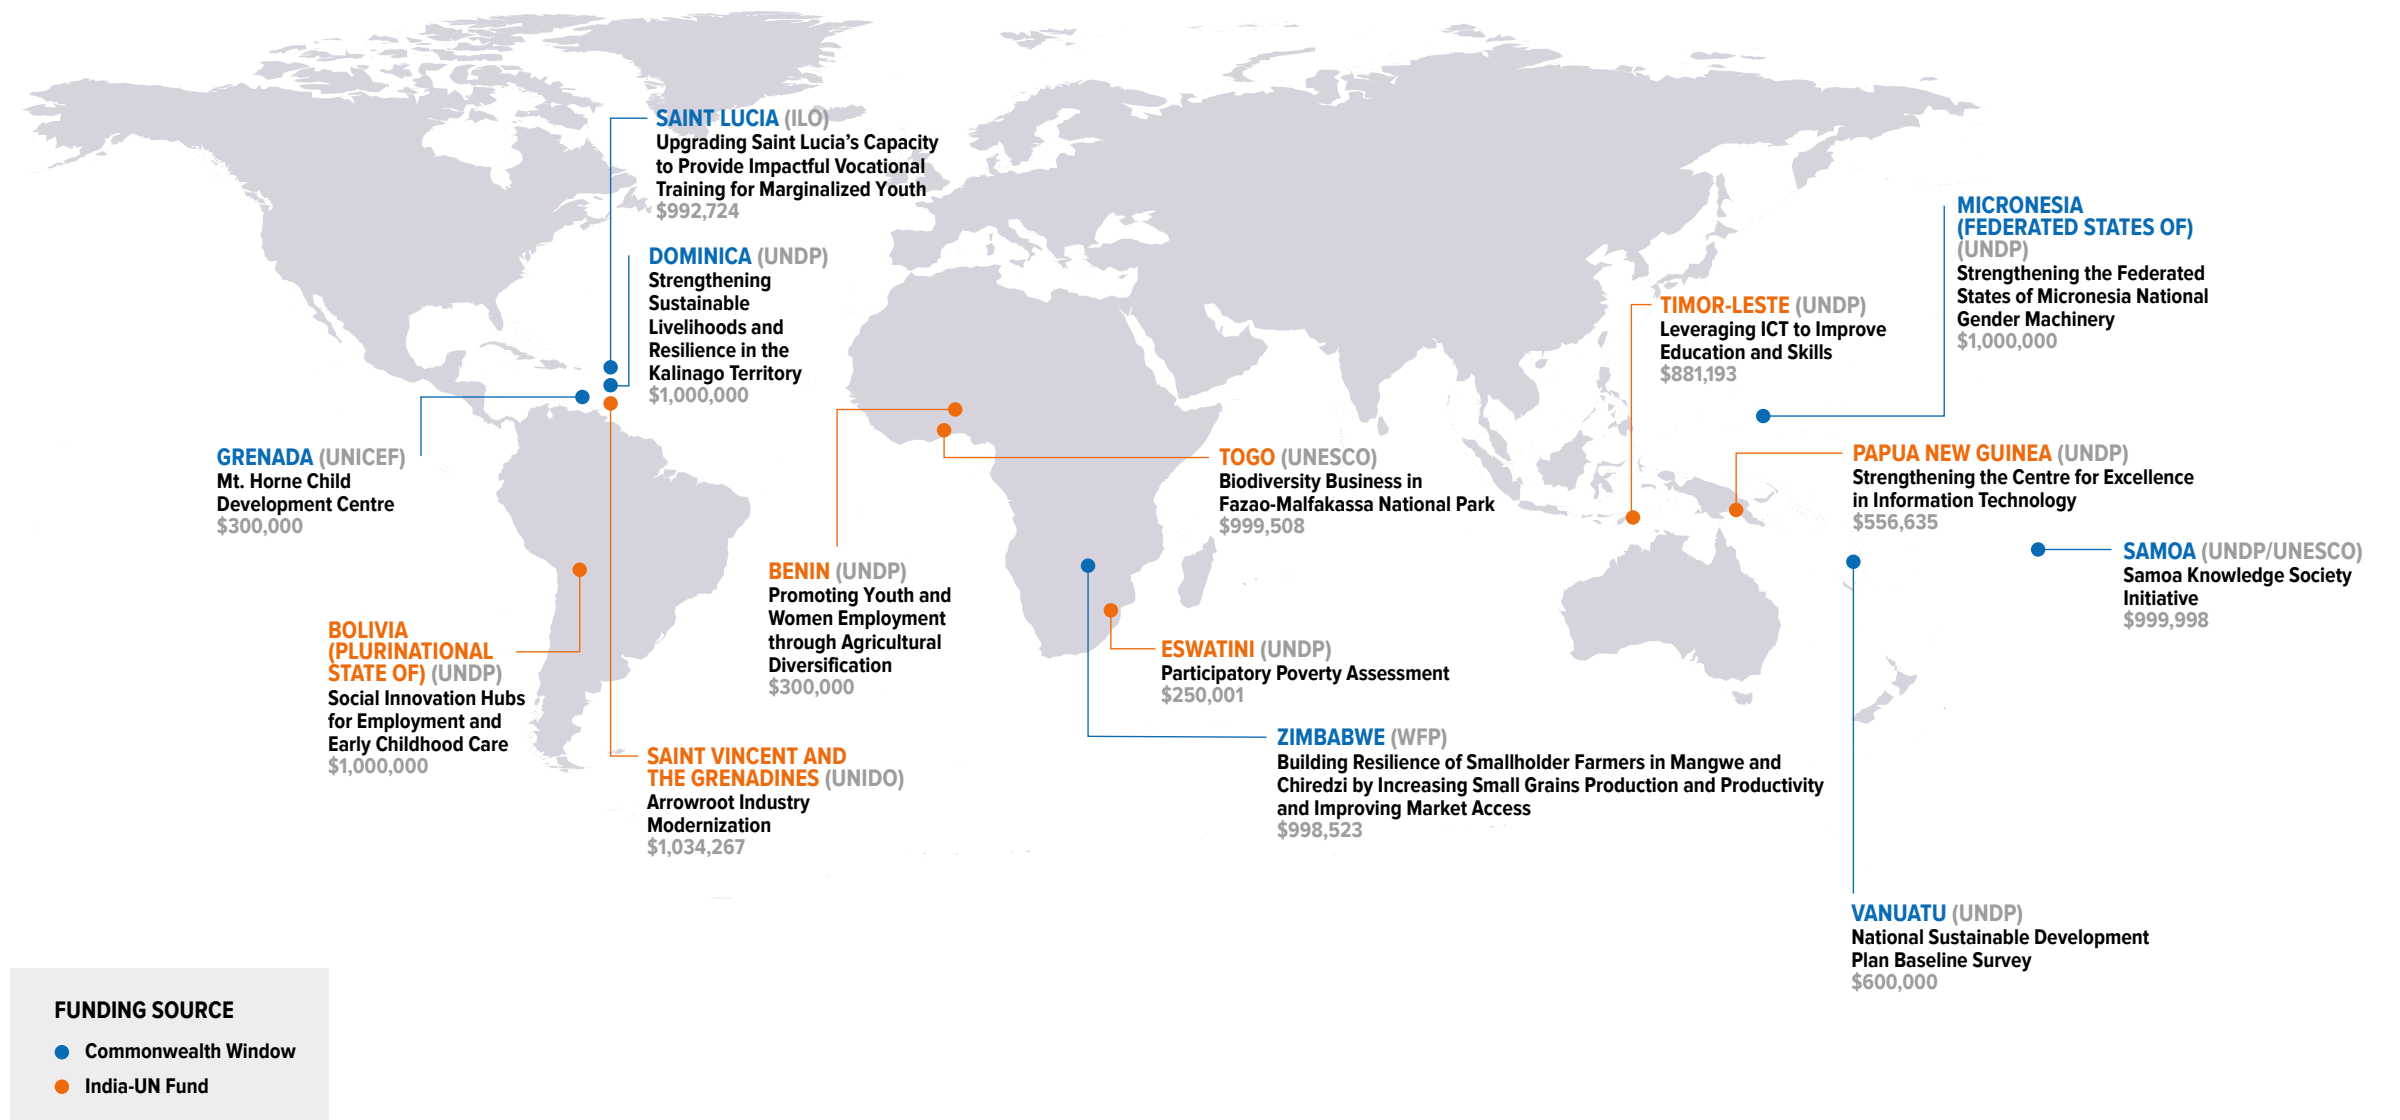 SAINT LUCIA (ILO)
Upgrading Saint Lucia’s Capacity
to Provide Impactful Vocational
Training for Marginalized Youth
$992,724
DOMINICA (UNDP)
Strengthening
Sustainable
Livelihoods and
Resilience in the
Kalinago Territory
$1,000,000
GRENADA (UNICEF)
Mt. Horne Child
Development Centre
$300,000
BOLIVIA
(PLURINATIONAL
STATE OF) (UNDP)
Social Innovation Hubs
for Employment and
Early Childhood Care
$1,000,000
SAINT VINCENT AND
THE GRENADINES (UNIDO)
Arrowroot Industry
Modernization
$1,034,267
BENIN (UNDP)
Promoting Youth and
Women Employment
through Agricultural
Diversification
$300,000
TOGO (UNESCO)
Biodiversity Business in
Fazao-Malfakassa National Park
$999,508
ESWATINI (UNDP)
Participatory Poverty Assessment
$250,001
ZIMBABWE (WFP)
Building Resilience of Smallholder Farmers in Mangwe and
Chiredzi by Increasing Small Grains Production and Productivity
and Improving Market Access
$998,523
TIMOR-LESTE (UNDP)
Leveraging ICT to Improve
Education and Skills
$881,193
MICRONESIA
(FEDERATED STATES OF)
(UNDP)
Strengthening the Federated
States of Micronesia National
Gender Machinery
$1,000,000
PAPUA NEW GUINEA (UNDP)
Strengthening the Centre for Excellence
in Information Technology
$556,635
SAMOA (UNDP/UNESCO)
Samoa Knowledge Society
Initiative
$999,998
VANUATU (UNDP)
National Sustainable Development
Plan Baseline Survey
$600,000
FUNDING SOURCE
Commonwealth Window
India-UN Fund